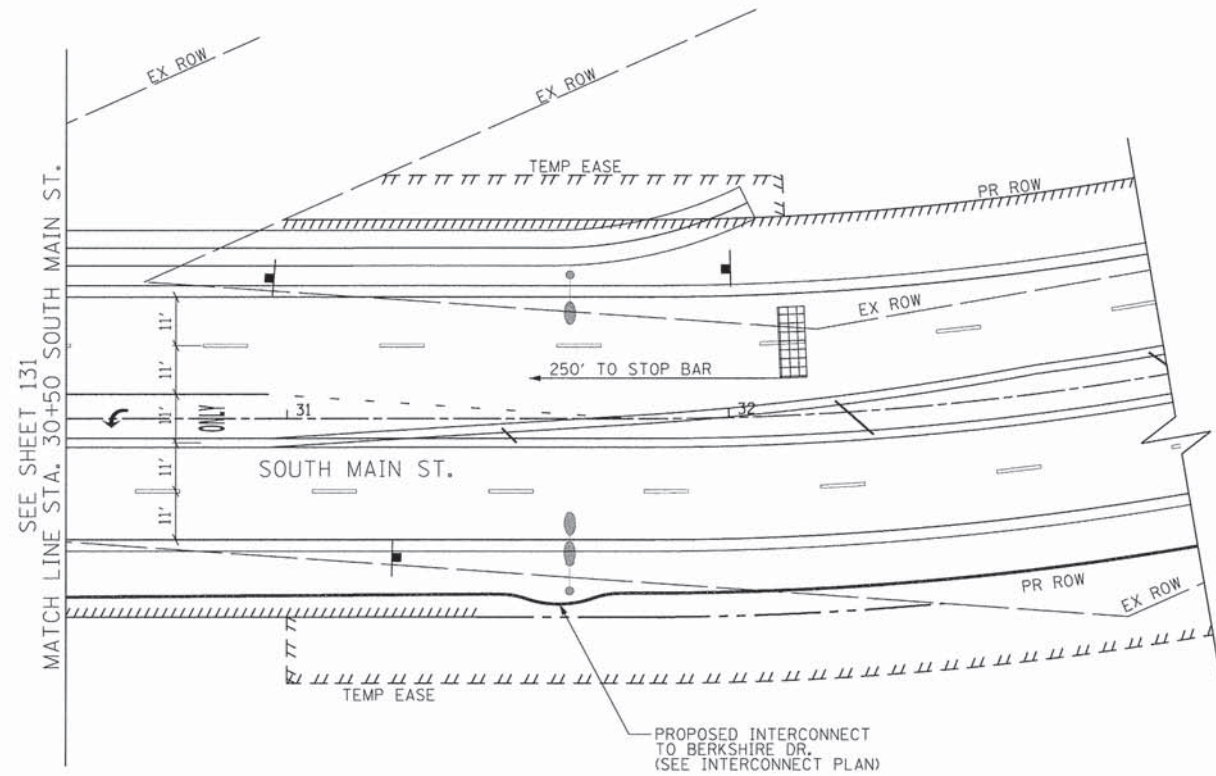 EX ROW
EX ROW
TEMP EASE
PR ROW
SEE SHEET 131
MATCH LINE STA. 30+50 SOUTH MAIN ST.
11'
11'
11'
11'
11'
EX ROW
250' TO STOP BAR
ONLY
31
32
SOUTH MAIN ST.
PR ROW
EX ROW
TEMP EASE
PROPOSED INTERCONNECT
TO BERKSHIRE DR.
(SEE INTERCONNECT PLAN)